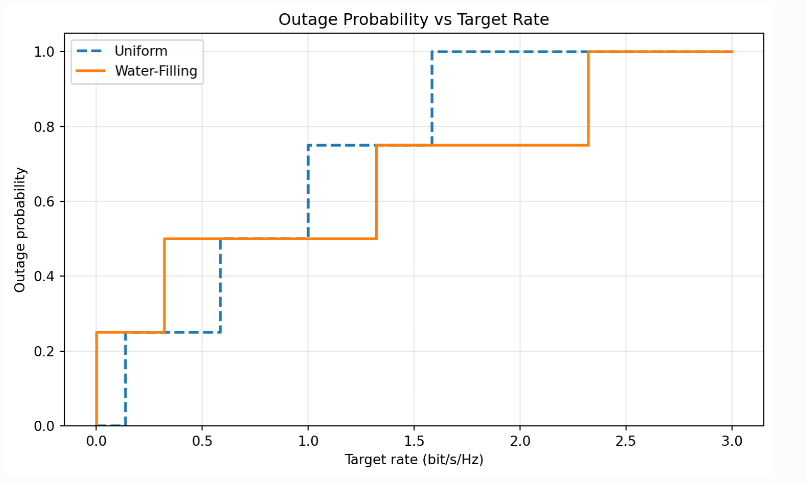 Outage Probability vs Target Rate
Uniform
Water-Filling
Outage probability
1.0
0.8
0.6
0.4
0.2
0.0
0.0 0.5 1.0 1.5 2.0 2.5 3.0
Target rate (bit/s/Hz)